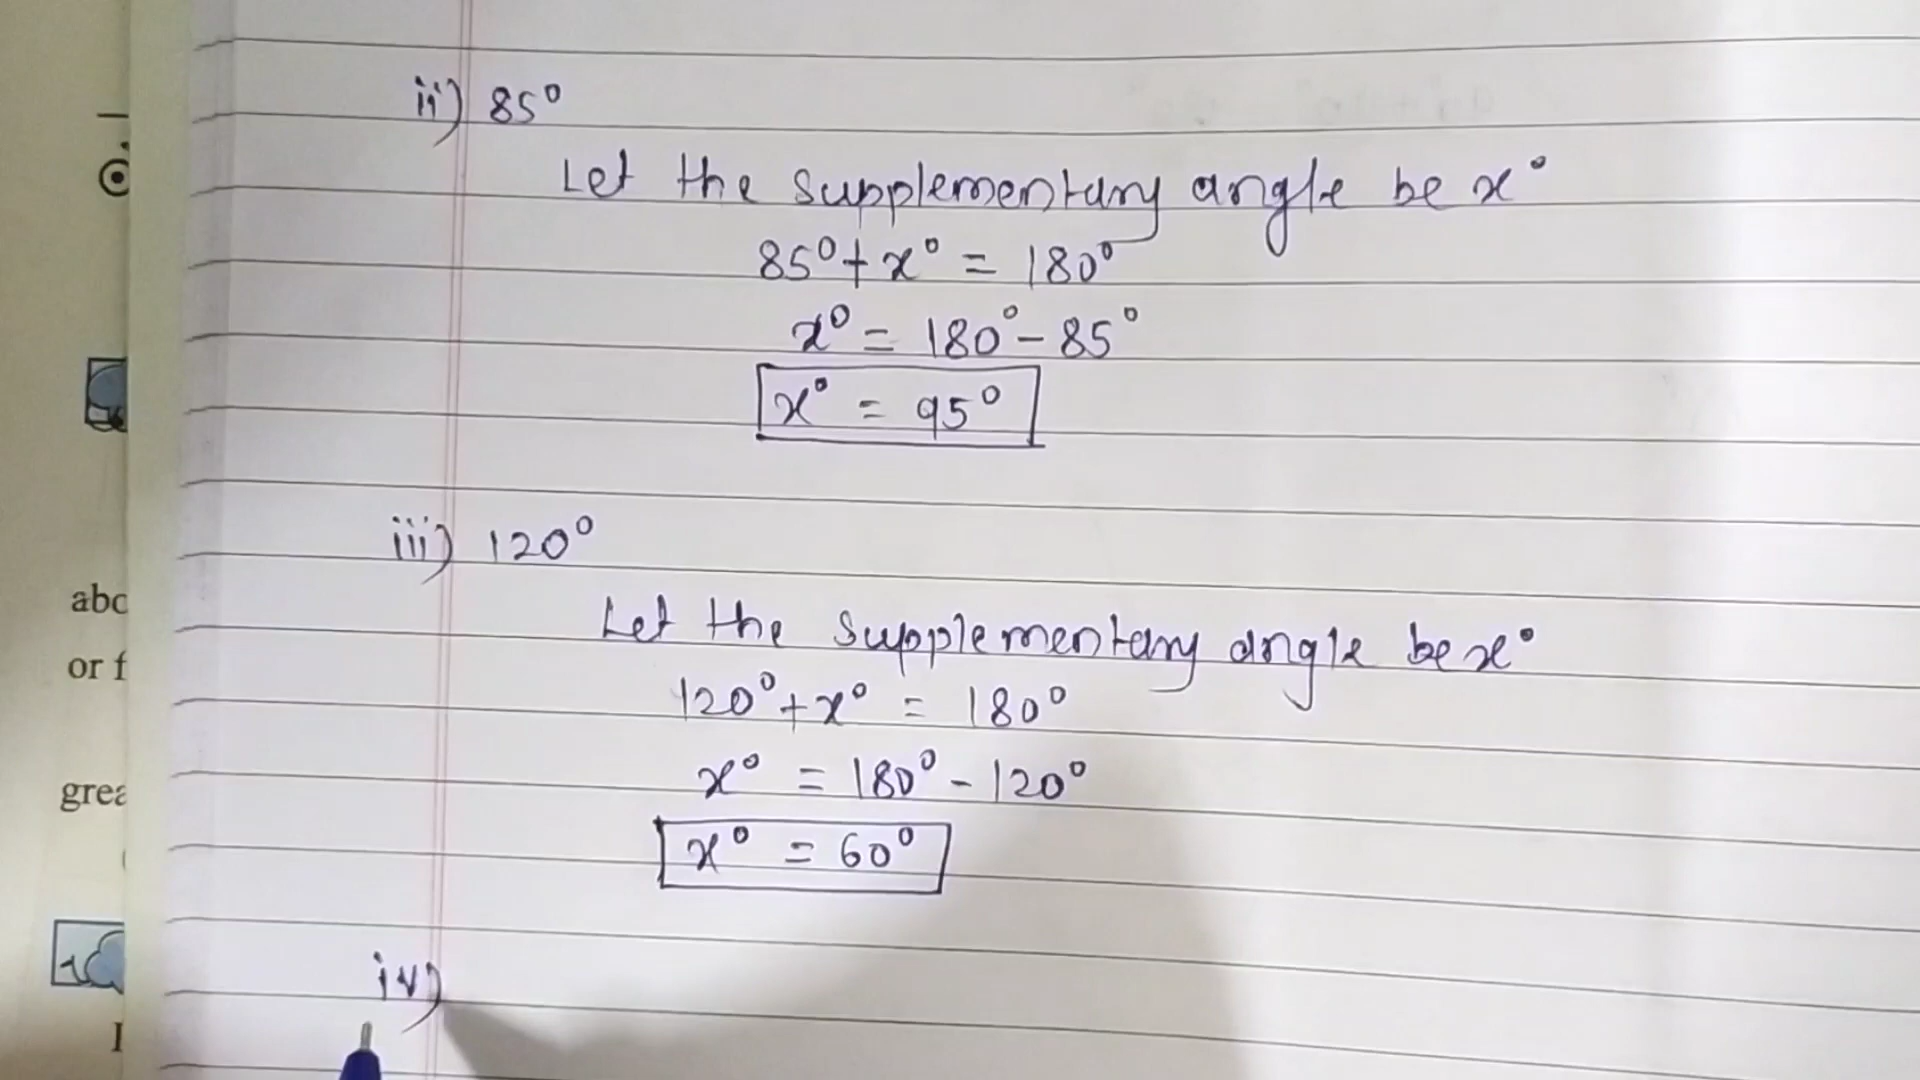 ii) 85°
Let the supplementary angle be x°
85° + x° = 180°
x° = 180° - 85°
x° = 95°
iii) 120°
Let the supplementary angle be x°
120° + x° = 180°
x° = 180° - 120°
x° = 60°
iv)
abc
or f
grea
I